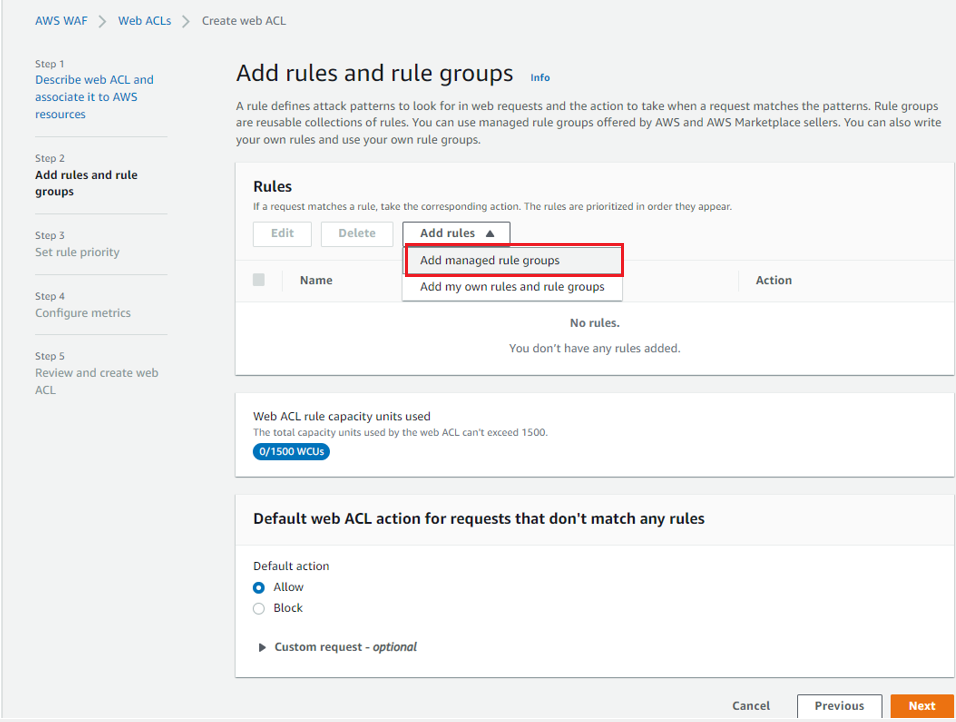 AWS WAF > Web ACLs > Create web ACL
Step 1
Describe web ACL and
associate it to AWS
resources
Step 2
Add rules and rule
groups
Step 3
Set rule priority
Step 4
Configure metrics
Step 5
Review and create web
ACL
Add rules and rule groups Info
A rule defines attack patterns to look for in web requests and the action to take when a request matches the patterns. Rule groups
are reusable collections of rules. You can use managed rule groups offered by AWS and AWS Marketplace sellers. You can also write
your own rules and use your own rule groups.
Rules
If a request matches a rule, take the corresponding action. The rules are prioritized in order they appear.
Edit Delete Add rules ▲
Add managed rule groups
Add my own rules and rule groups
Name Action
No rules.
You don't have any rules added.
Web ACL rule capacity units used
The total capacity units used by the web ACL can't exceed 1500.
0/1500 WCUs
Default web ACL action for requests that don't match any rules
Default action
Allow
Block
Custom request - optional
Cancel Previous Next